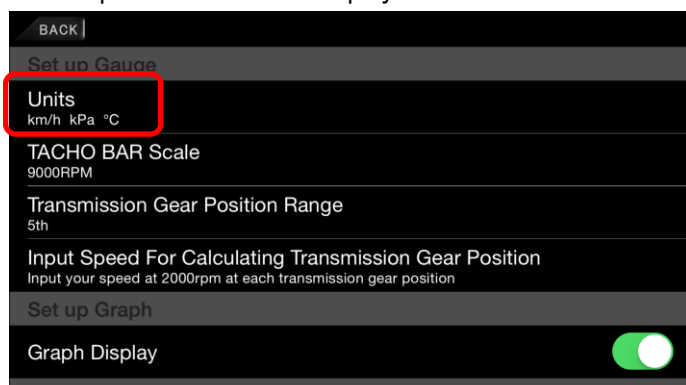 BACK
Set up Gauge
Units
km/h kPa °C
TACHO BAR Scale
9000RPM
Transmission Gear Position Range
5th
Input Speed For Calculating Transmission Gear Position
Input your speed at 2000rpm at each transmission gear position
Set up Graph
Graph Display